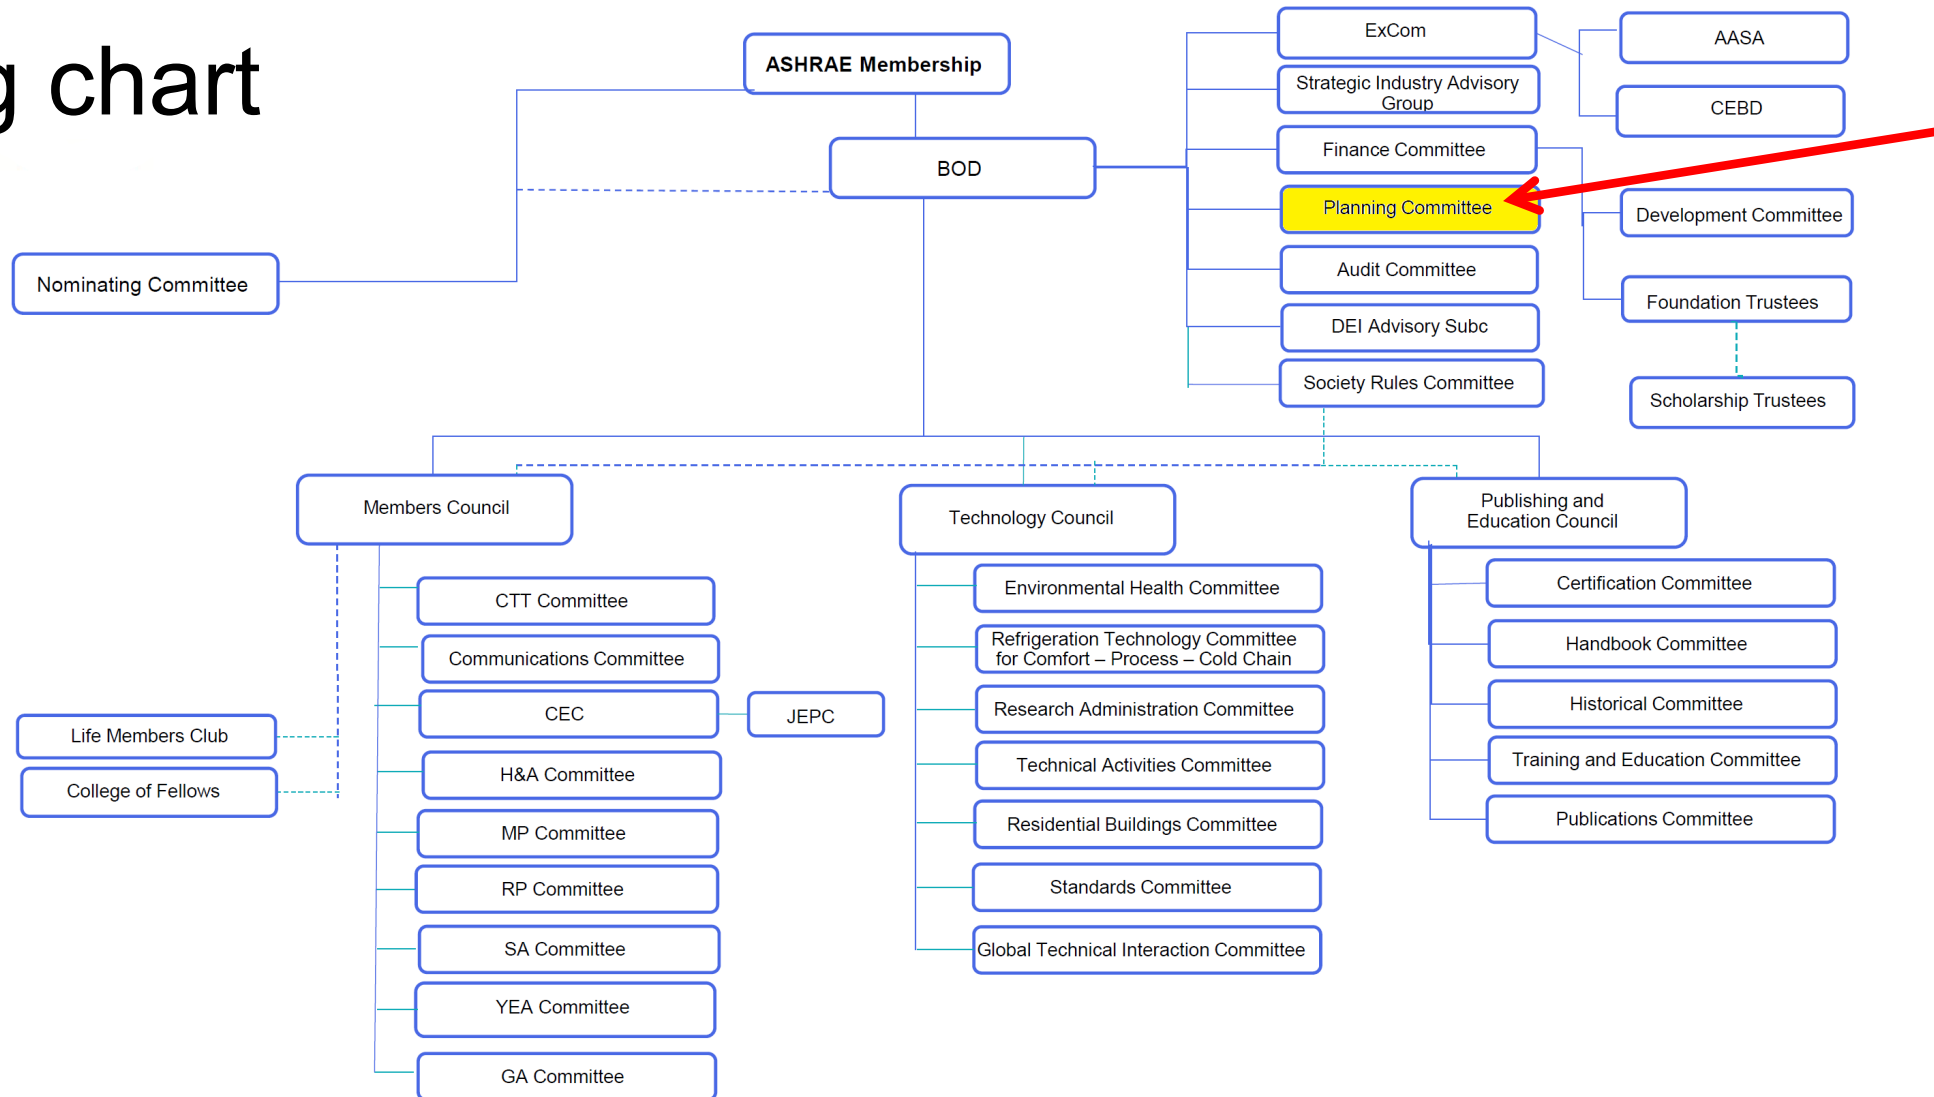 g chart
ASHRAE Membership
BOD
Nominating Committee
ExCom
AASA
CEBD
Strategic Industry Advisory
Group
Finance Committee
Planning Committee
Development Committee
Audit Committee
Foundation Trustees
DEI Advisory Subc
Society Rules Committee
Scholarship Trustees
Members Council
CTT Committee
Communications Committee
CEC
JEPC
Life Members Club
College of Fellows
H&A Committee
MP Committee
RP Committee
SA Committee
YEA Committee
GA Committee
Technology Council
Environmental Health Committee
Refrigeration Technology Committee
for Comfort – Process – Cold Chain
Research Administration Committee
Technical Activities Committee
Residential Buildings Committee
Standards Committee
Global Technical Interaction Committee
Publishing and
Education Council
Certification Committee
Handbook Committee
Historical Committee
Training and Education Committee
Publications Committee